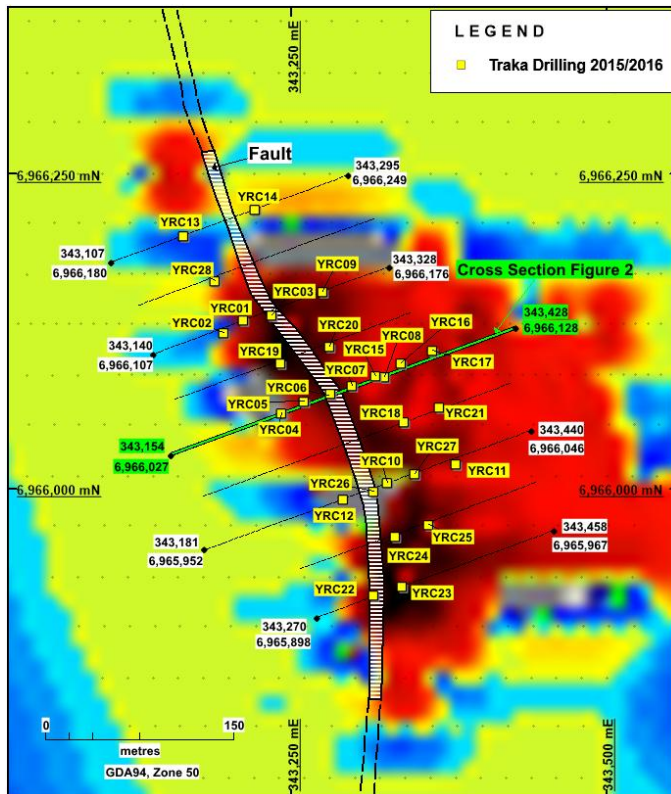 LEGEND
Traka Drilling 2015/2016
343,250 mE
6,966,250 mN
6,966,250 mN
Fault
343,295
6,966,249
YRC14
YRC13
343,107
6,966,180
343,328
6,966,176
Cross Section Figure 2
YRC28
YRC09
YRC03
343,428
6,966,128
YRC01
YRC02
YRC20
YRC08
YRC16
343,140
6,966,107
YRC19
YRC15
YRC17
YRC07
YRC06
YRC05
YRC04
YRC18
YRC21
343,154
6,966,027
343,440
6,966,046
YRC27
YRC10
YRC11
6,966,000 mN
6,966,000 mN
YRC26
YRC12
YRC25
343,458
6,965,967
343,181
6,965,952
YRC24
YRC22
YRC23
343,270
6,965,898
0
150
metres
GDA94, Zone 50
343,250 mE
343,500 mE